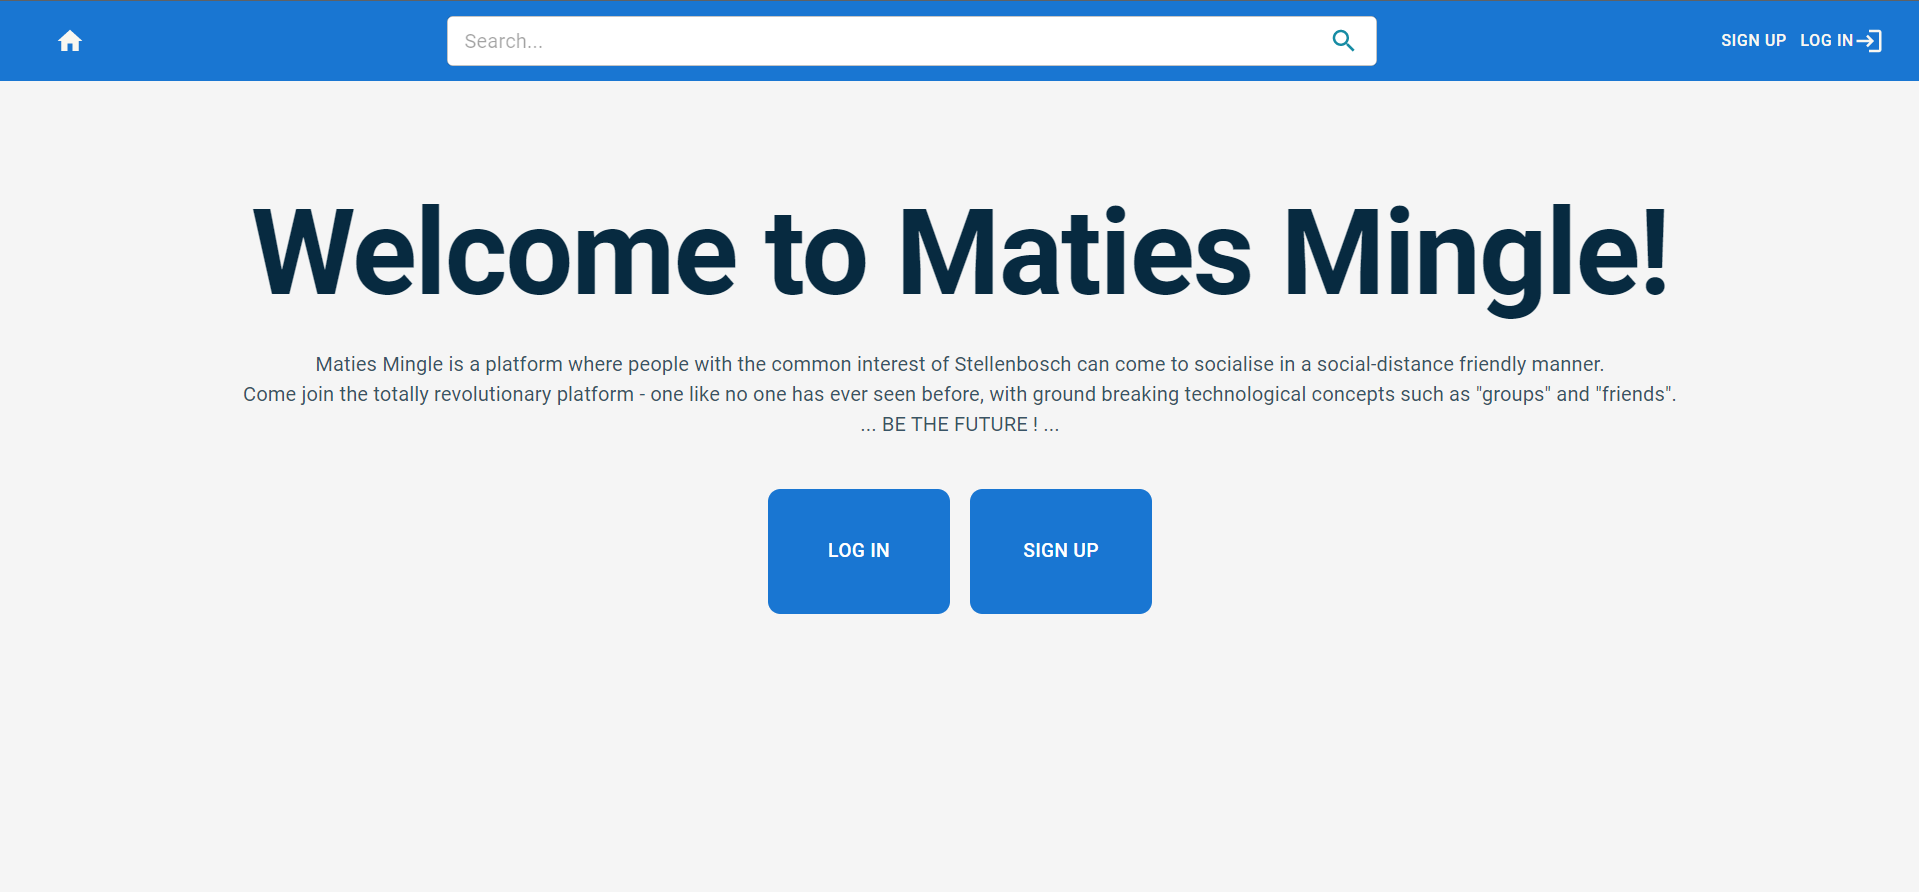 Search...
SIGN UP LOG IN
Welcome to Maties Mingle!
Maties Mingle is a platform where people with the common interest of Stellenbosch can come to socialise in a social-distance friendly manner.
Come join the totally revolutionary platform - one like no one has ever seen before, with ground breaking technological concepts such as "groups" and "friends".
... BE THE FUTURE ! ...
LOG IN
SIGN UP